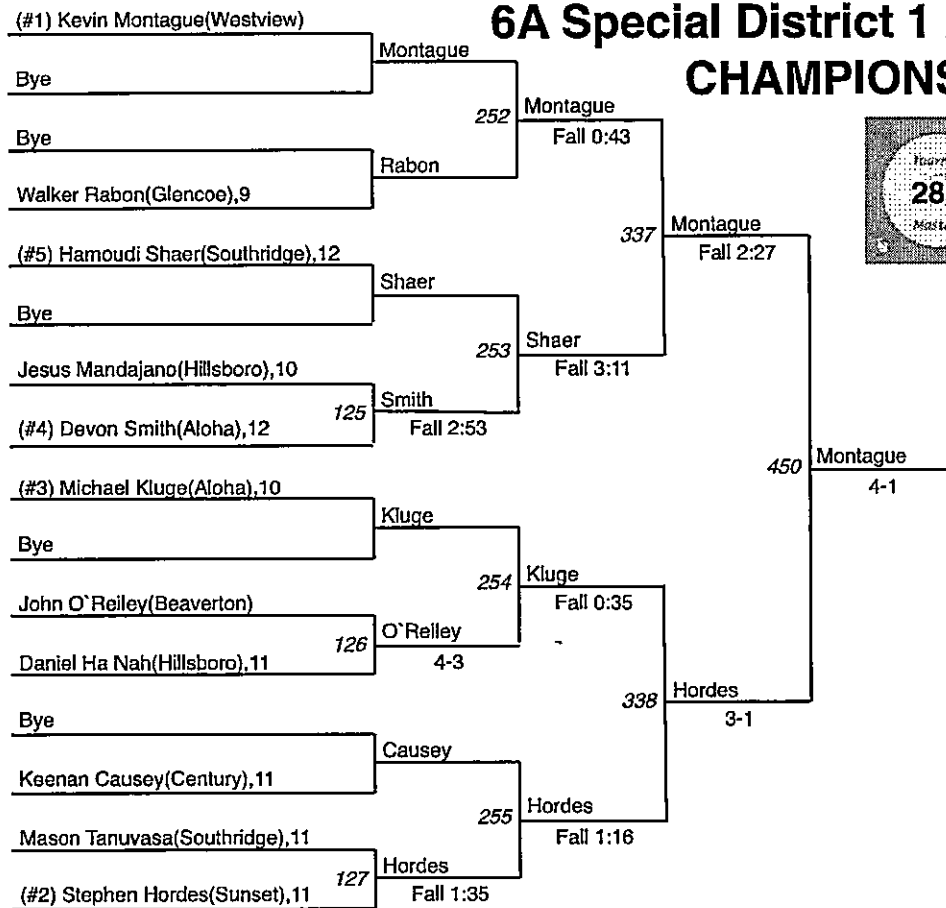 6A Special District 1
CHAMPIONS
(#1) Kevin Montague(Westview)
Montague
Bye
252
Montague
Fall 0:43
Bye
Rabon
Walker Rabon(Glencoe),9
28
337
Montague
Fall 2:27
(#5) Hamoudi Shaer(Southridge),12
Shaer
Bye
253
Shaer
Fall 3:11
Jesus Mandajano(Hillsboro),10
125
Smith
Fall 2:53
(#4) Devon Smith(Aloha),12
450
Montague
4-1
(#3) Michael Kluge(Aloha),10
Kluge
Bye
254
Kluge
Fall 0:35
John O`Reiley(Beaverton)
126
O`Reiley
4-3
Daniel Ha Nah(Hillsboro),11
338
Hordes
3-1
Bye
Causey
Keenan Causey(Century),11
255
Hordes
Fall 1:16
Mason Tanuvasa(Southridge),11
127
Hordes
Fall 1:35
(#2) Stephen Hordes(Sunset),11